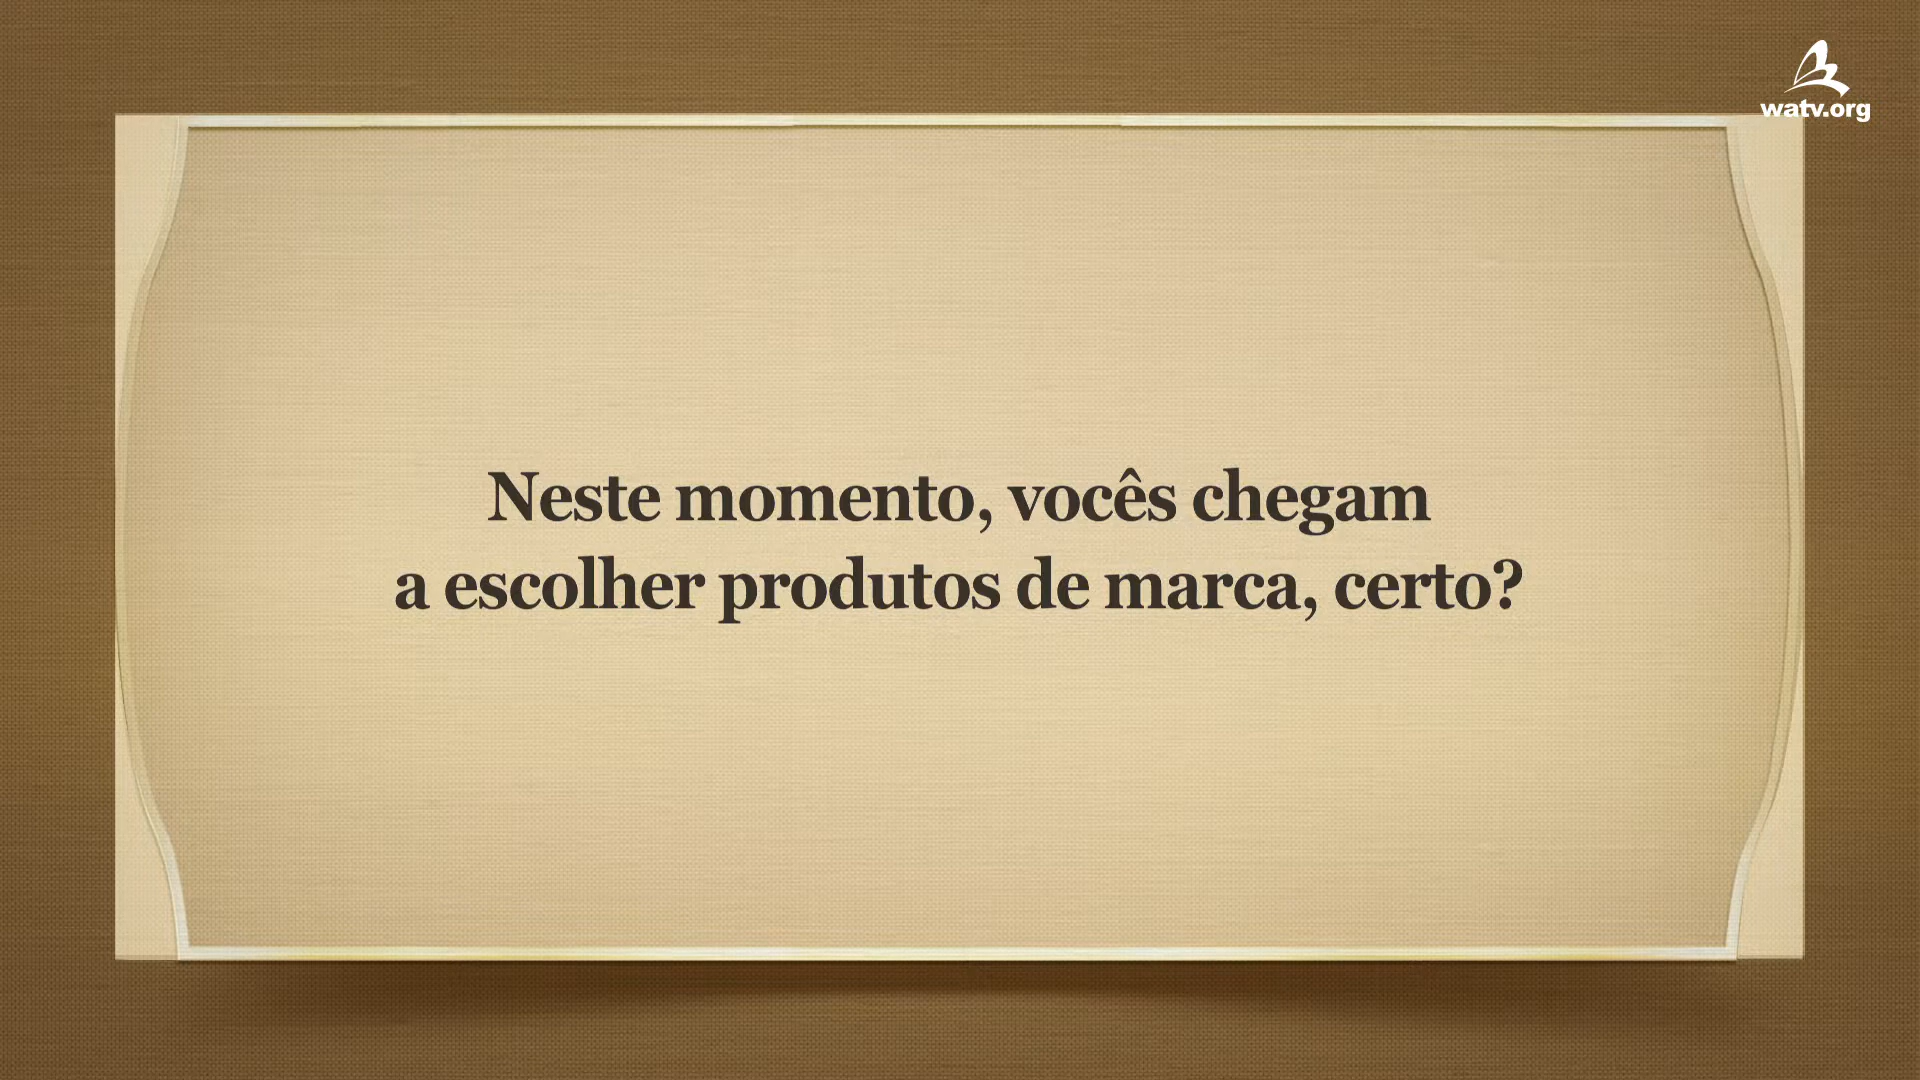 watv.org
Neste momento, vocês chegam
a escolher produtos de marca, certo?